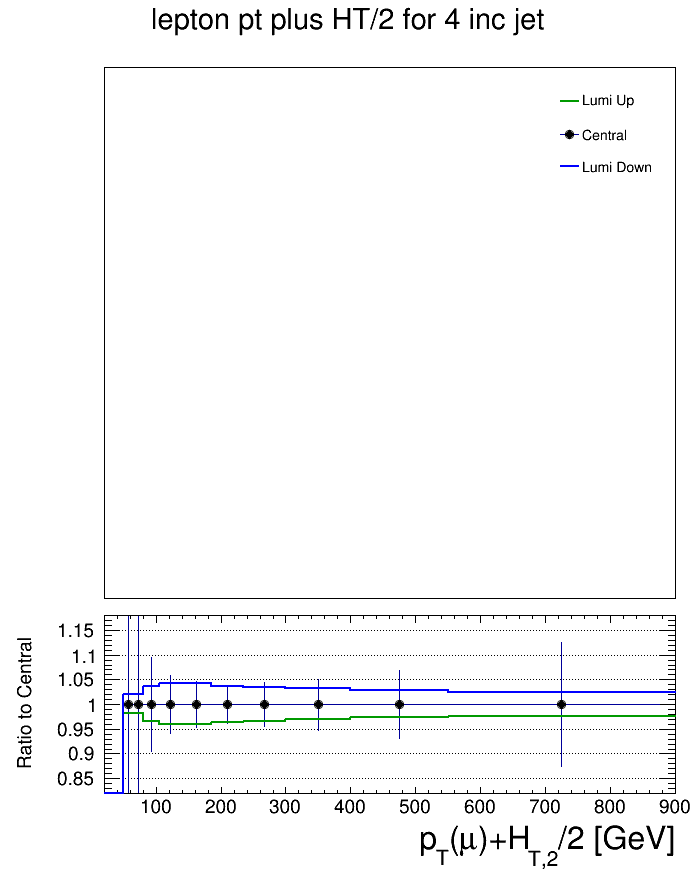 lepton pt plus HT/2 for 4 inc jet
Lumi Up
Central
Lumi Down
Ratio to Central
1.15
1.1
1.05
1
0.95
0.9
0.85
100 200 300 400 500 600 700 800 900
p_T(μ)+H_T,2/2 [GeV]